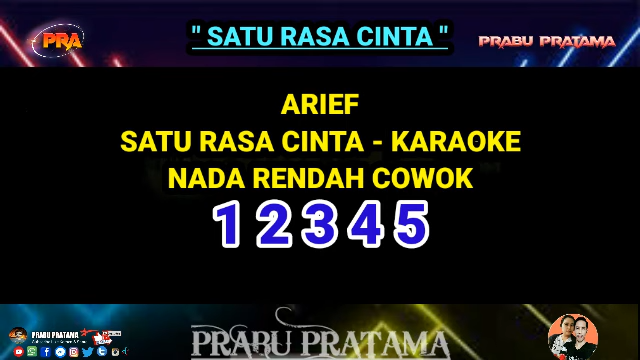 PRA
" SATU RASA CINTA "
PRABU PRATAMA
ARIEF
SATU RASA CINTA - KARAOKE
NADA RENDAH COWOK
1 2 3 4 5
PRABU PRATAMA
PRABU PRATAMA